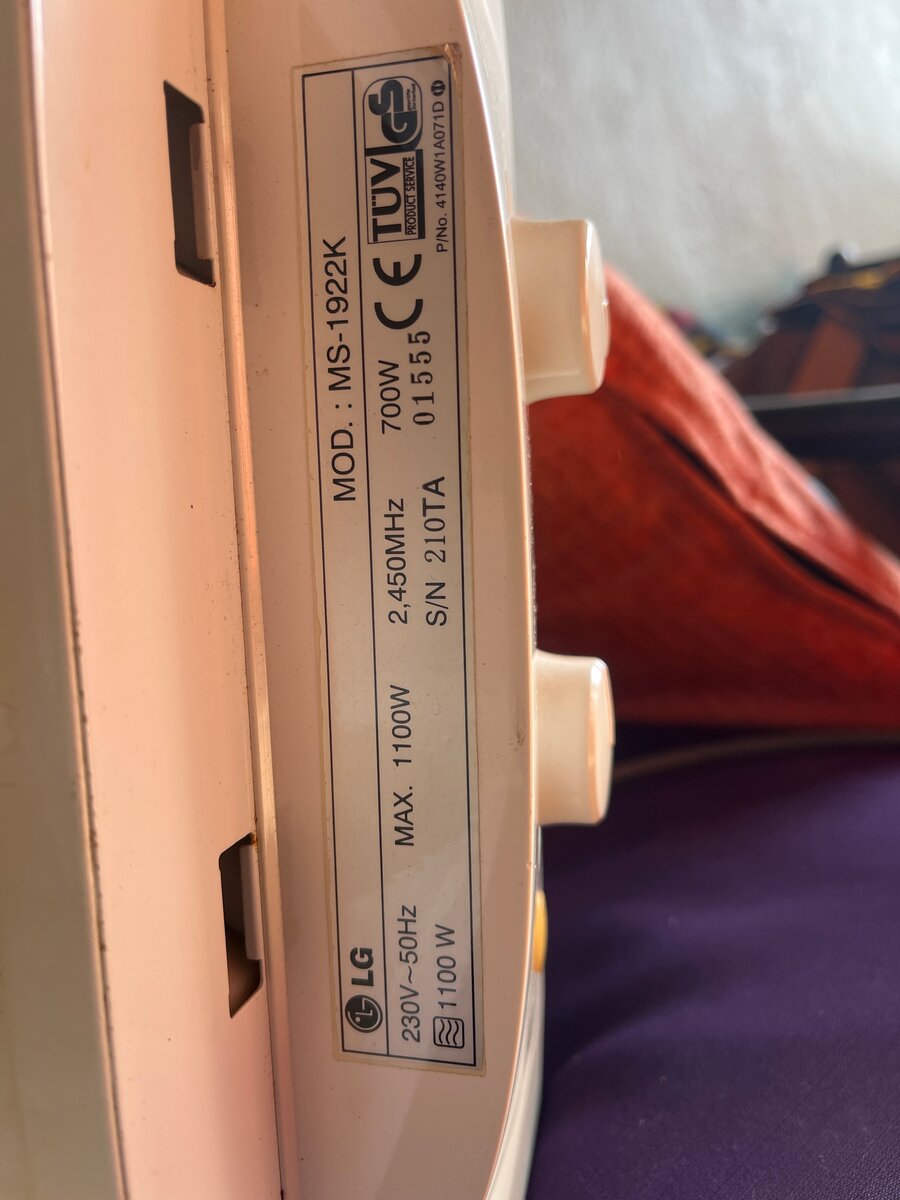 LG MOD. : MS-1922K
230V~50Hz MAX. 1100W 2,450MHz 700W CE TÜV PRODUCT SERVICE GS
1100 W S/N 210TA 01555 P/No. 4140W1A071D